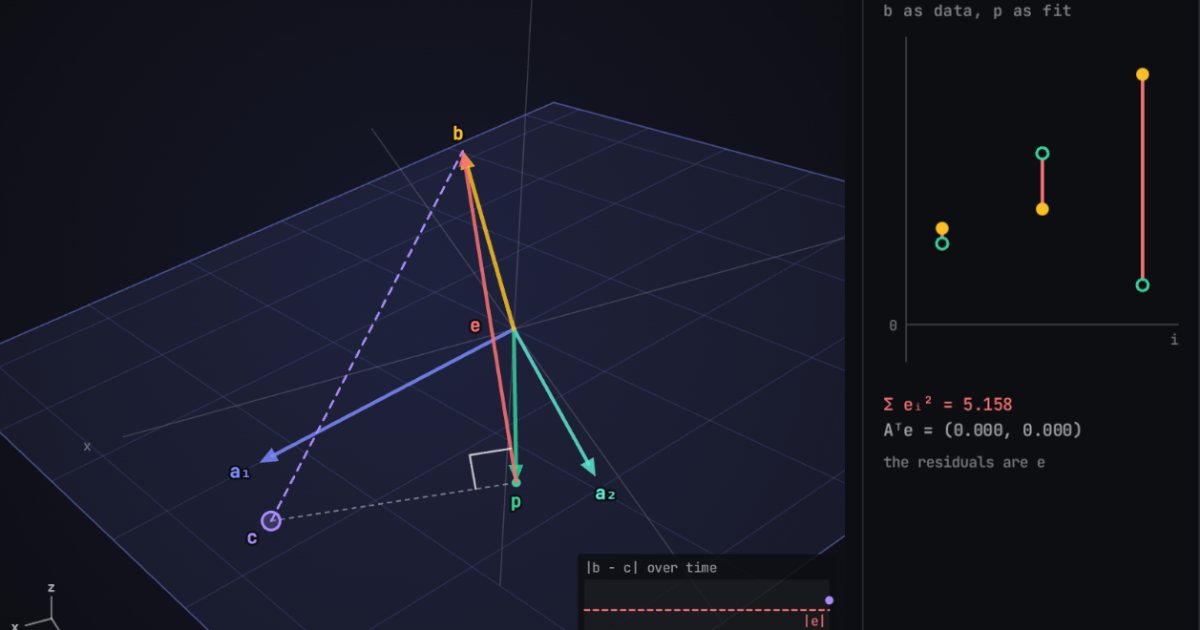 b as data, p as fit
b
e
x
a₁
a₂
p
c
0
i
Σ eᵢ² = 5.158
Aᵀe = (0.000, 0.000)
the residuals are e
|b - c| over time
|e|
z
x